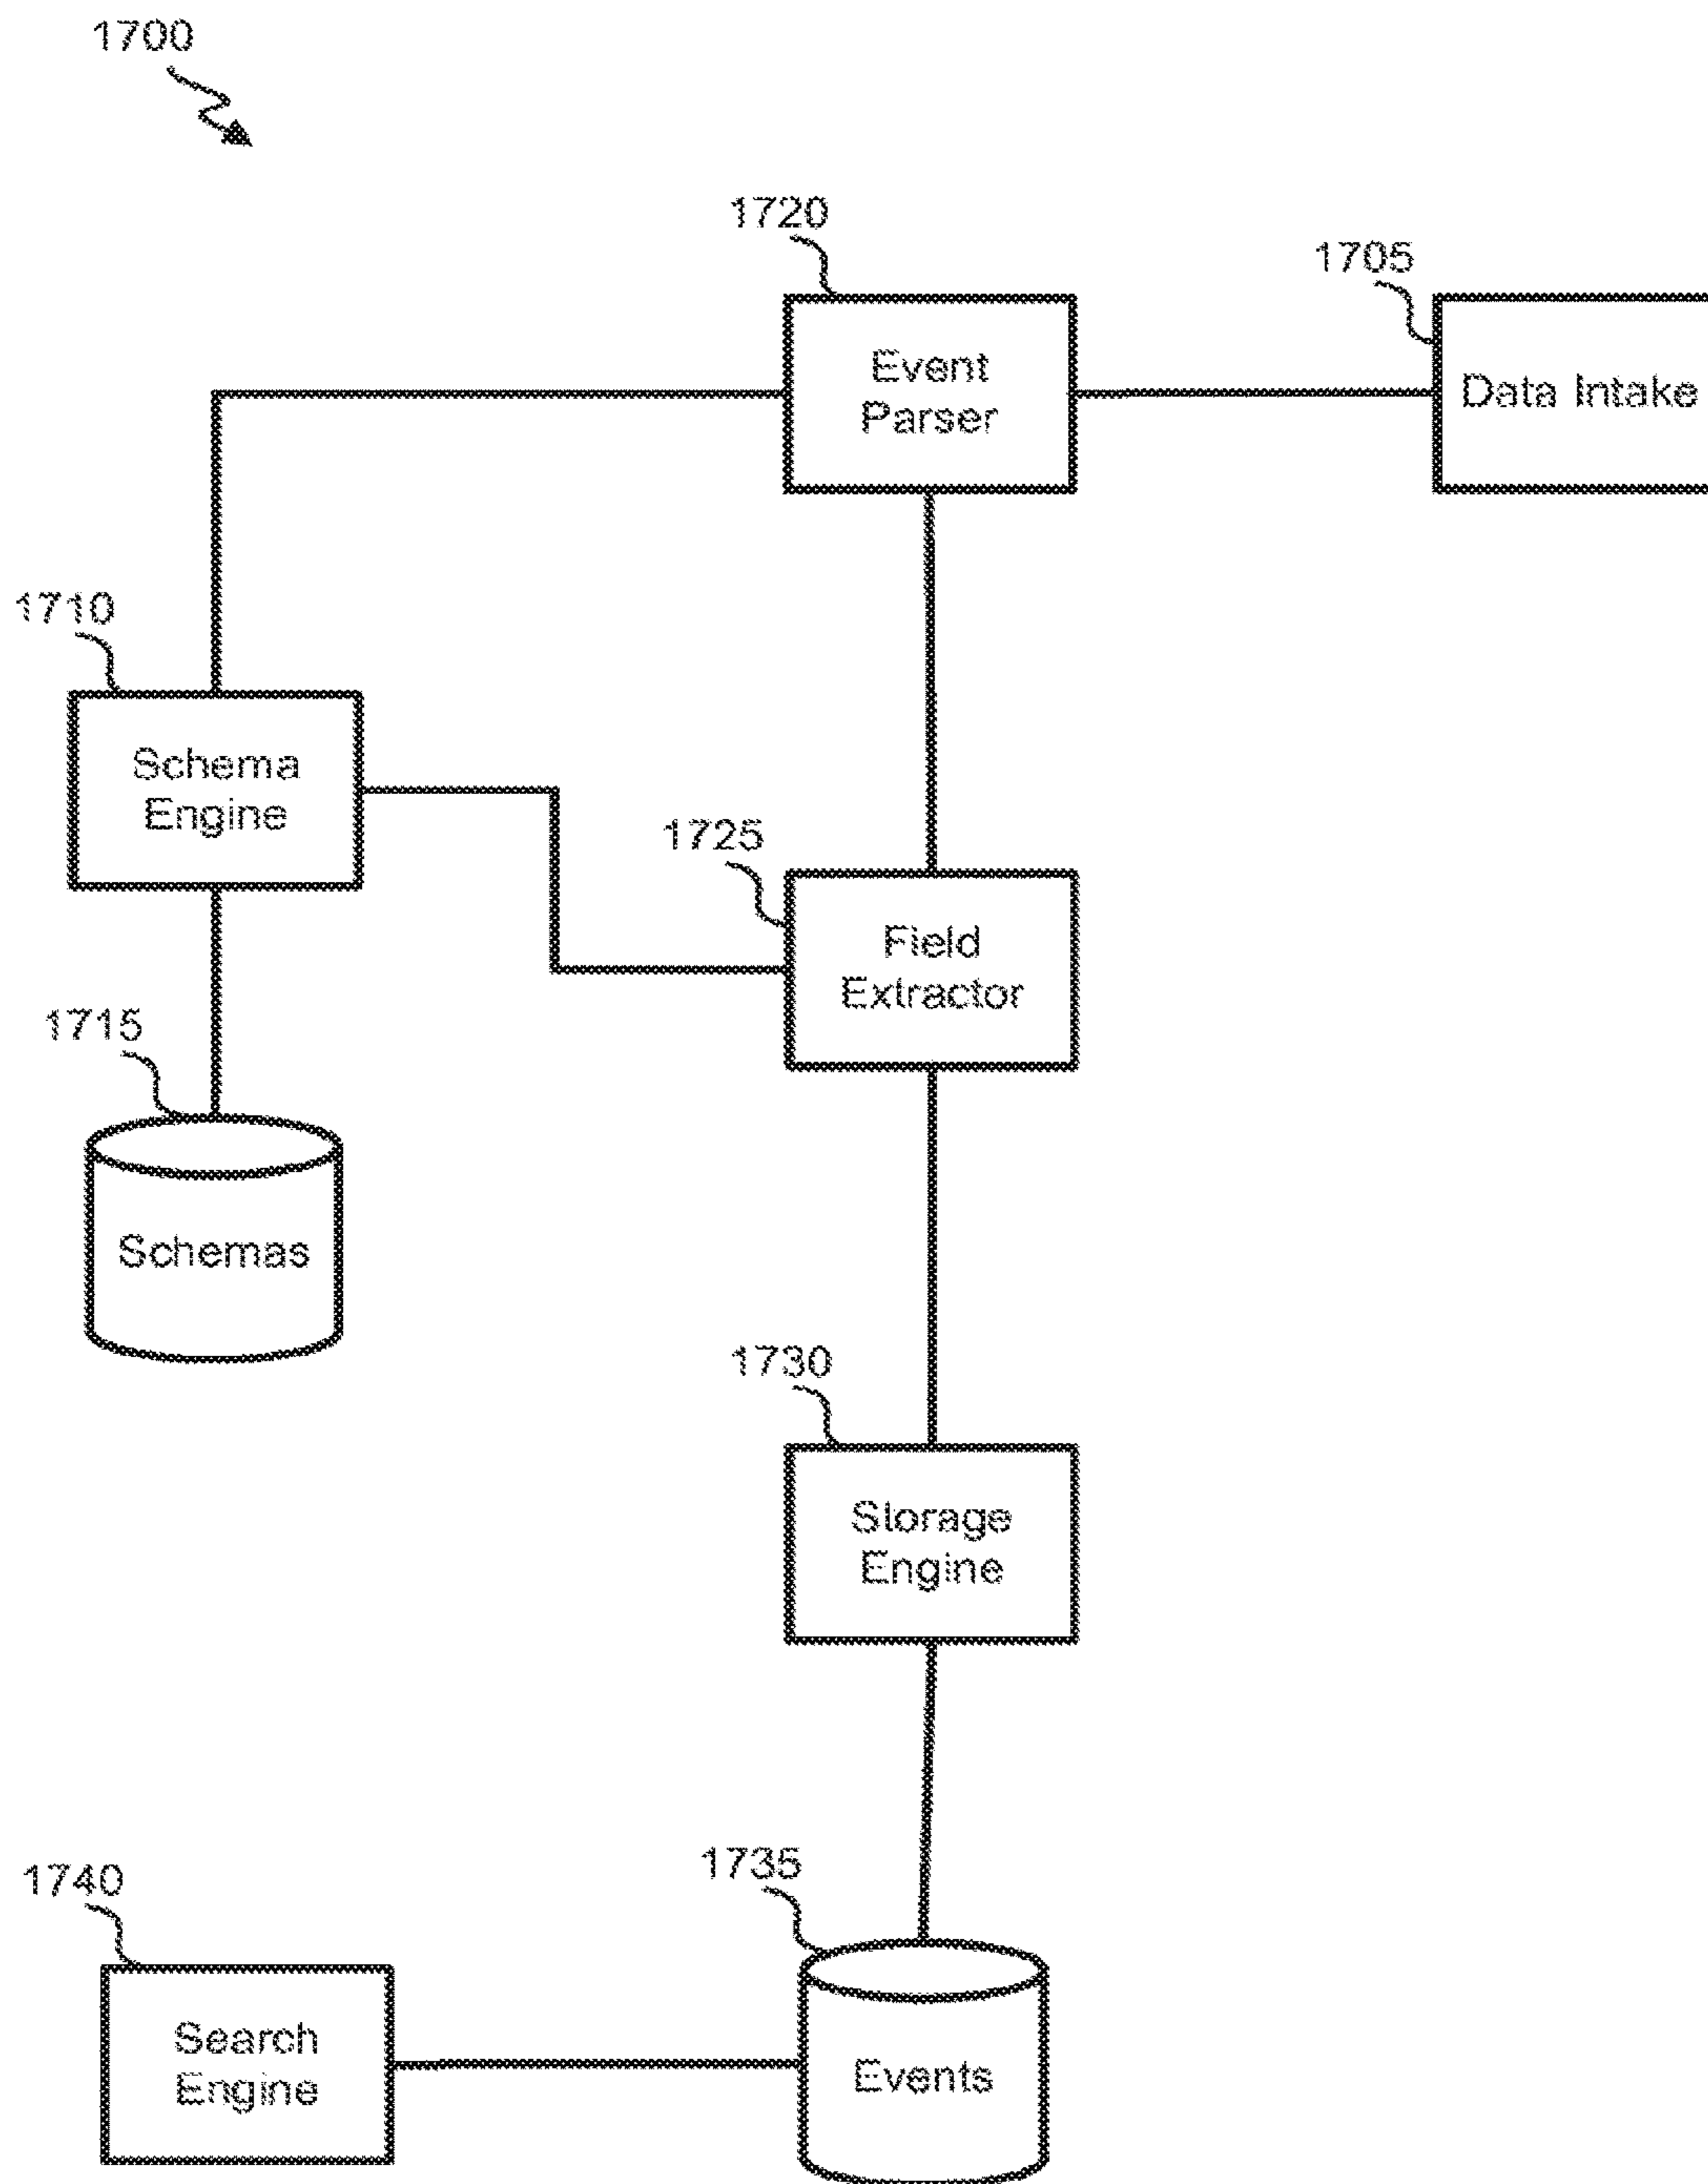 1700
1720
1705
Event
Parser
Data Intake
1710
Schema
Engine
1725
Field
Extractor
1715
Schemas
1730
Storage
Engine
1740
1735
Search
Engine
Events